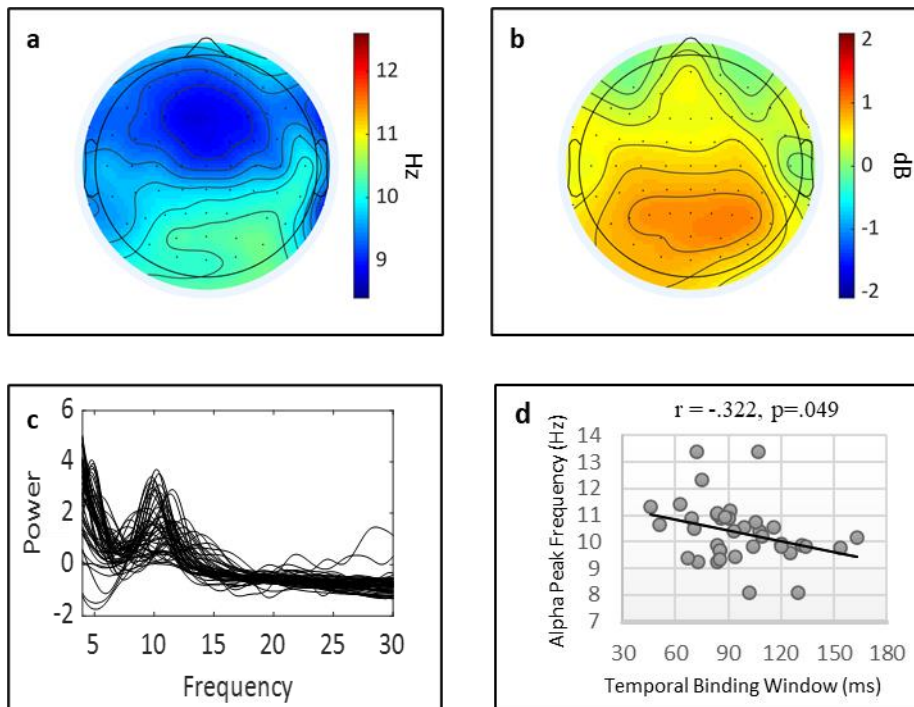 a
12
11
10
9
Hz
b
2
1
0
-1
-2
dB
c
6
4
2
0
-2
Power
5 10 15 20 25 30
Frequency
d
r = -.322, p=.049
14
13
12
11
10
9
8
7
Alpha Peak Frequency (Hz)
30 60 90 120 150 180
Temporal Binding Window (ms)